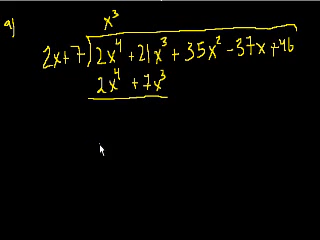 a)
x³
2x+7 2x⁴ +21x³ + 35x² -37x +46
2x⁴ +7x³